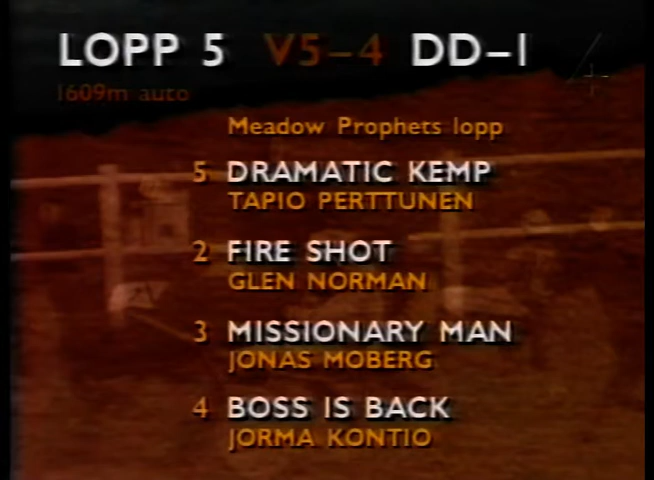 LOPP 5 V5-4 DD-1
1609m auto
Meadow Prophets lopp
5 DRAMATIC KEMP
TAPIO PERTTUNEN
2 FIRE SHOT
GLEN NORMAN
3 MISSIONARY MAN
JONAS MOBERG
4 BOSS IS BACK
JORMA KONTIO